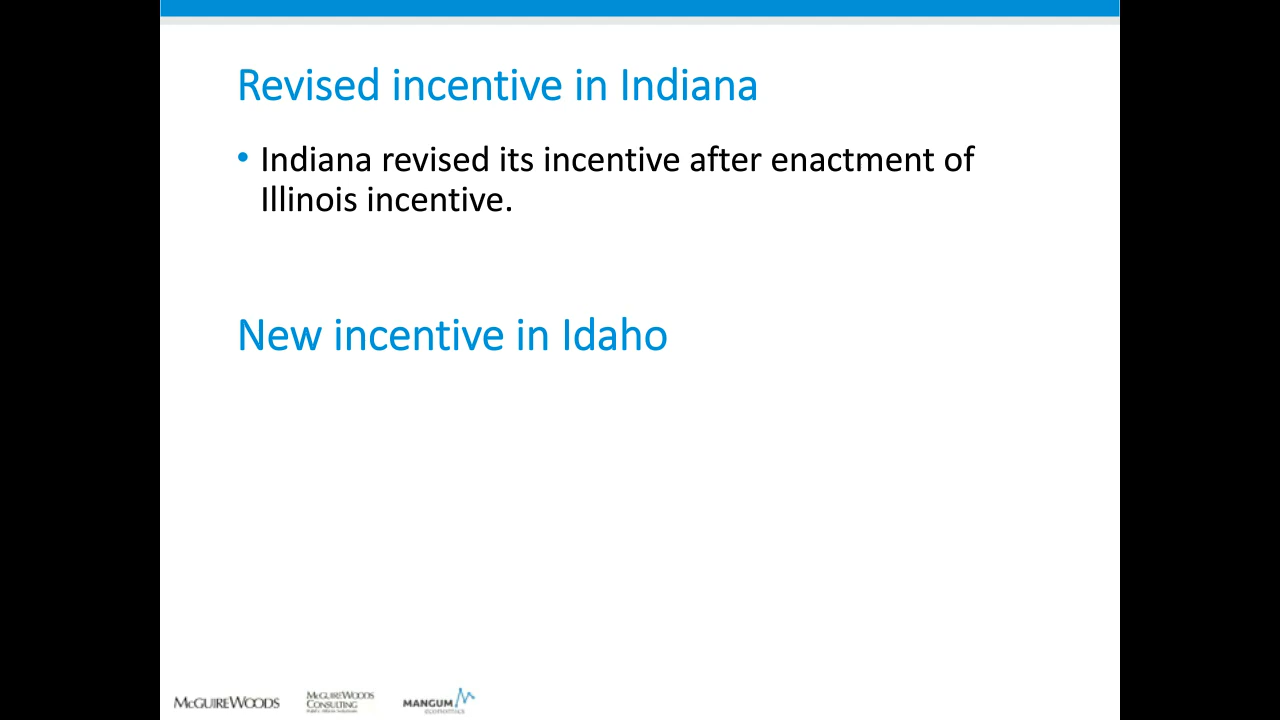 Revised incentive in Indiana
• Indiana revised its incentive after enactment of
Illinois incentive.
New incentive in Idaho
MCGUIREWOODS
MCGUIREWOODS
CONSULTING
MANGUM